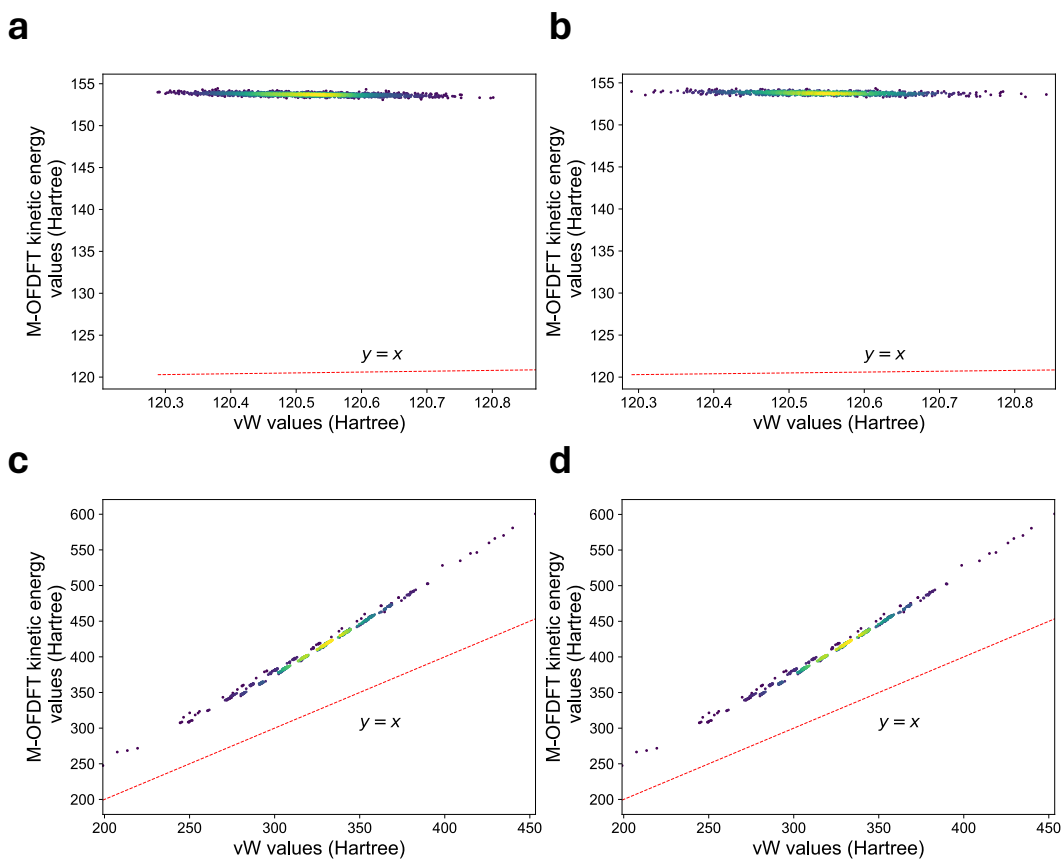 a
M-OFDFT kinetic energy
values (Hartree)
155
150
145
140
135
130
125
120
y = x
120.3 120.4 120.5 120.6 120.7 120.8
vW values (Hartree)
b
M-OFDFT kinetic energy
values (Hartree)
155
150
145
140
135
130
125
120
y = x
120.3 120.4 120.5 120.6 120.7 120.8
vW values (Hartree)
c
M-OFDFT kinetic energy
values (Hartree)
600
550
500
450
400
350
300
250
200
y = x
200 250 300 350 400 450
vW values (Hartree)
d
M-OFDFT kinetic energy
values (Hartree)
600
550
500
450
400
350
300
250
200
y = x
200 250 300 350 400 450
vW values (Hartree)